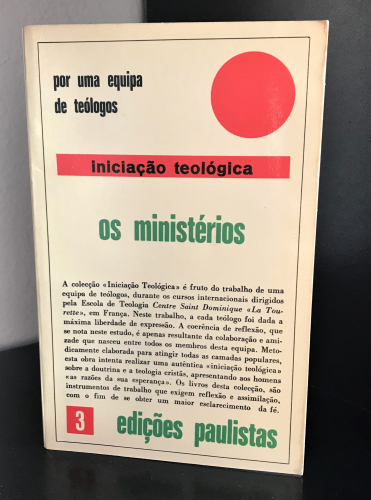 por uma equipa
de teólogos
iniciação teológica
os ministérios
A colecção «Iniciação Teológica» é fruto do trabalho de uma
equipa de teólogos, durante os cursos internacionais dirigidos
pela Escola de Teologia Centre Saint Dominique «La Tou-
rette», em França. Neste trabalho, a cada teólogo foi dada a
máxima liberdade de expressão. A coerência de reflexão, que
se nota neste estudo, é apenas resultante da colaboração e ami-
zade que nasceu entre todos os membros desta equipa. Meto-
dicamente elaborada para atingir todas as camadas populares,
esta obra intenta realizar uma autêntica «iniciação teológica»
sobre a doutrina e a teologia cristãs, apresentando aos homens
«as razões da sua esperança». Os livros desta colecção, são
instrumentos de trabalho que exigem reflexão e assimilação,
com o fim de se obter um maior esclarecimento da fé.
3 edições paulistas